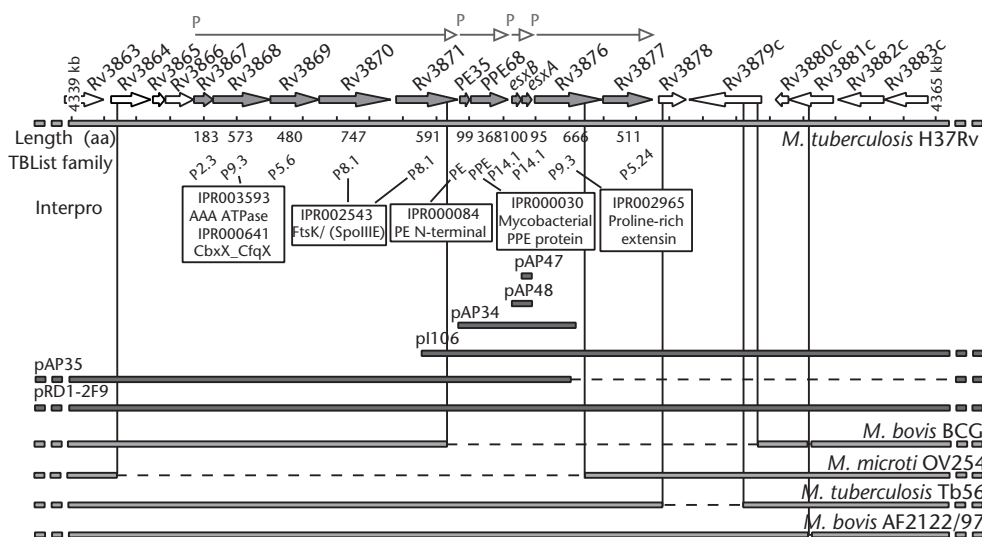 P P P P
Rv3863 Rv3864 Rv3865 Rv3866 Rv3867 Rv3868 Rv3869 Rv3870 Rv3871 PE35 PPE68 esxB esxA Rv3876 Rv3877 Rv3878 Rv3879c Rv3880c Rv3881c Rv3882c Rv3883c
4339 kb 4365 kb
Length (aa) 183 573 480 747 591 99 368 100 95 666 511 M. tuberculosis H37Rv
TBList family P2.3 P9.3 P5.6 P8.1 P8.1 PE PPE P14.1 P14.1 P9.3 P5.24
Interpro
IPR003593
AAA ATPase
IPR000641
CbxX_CfqX
IPR002543
FtsK/ (SpoIIIE)
IPR000084
PE N-terminal
IPR000030
Mycobacterial
PPE protein
IPR002965
Proline-rich
extensin
pAP47
pAP48
pAP34
pI106
pAP35
pRD1-2F9
M. bovis BCG
M. microti OV254
M. tuberculosis Tb56
M. bovis AF2122/97